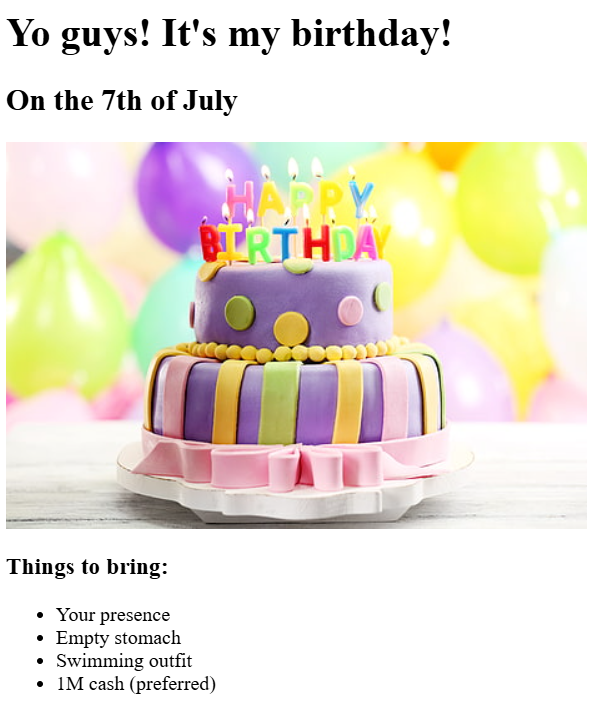 Yo guys! It's my birthday!
On the 7th of July
HAPPY
BIRTHDAY
Things to bring:
Your presence
Empty stomach
Swimming outfit
1M cash (preferred)